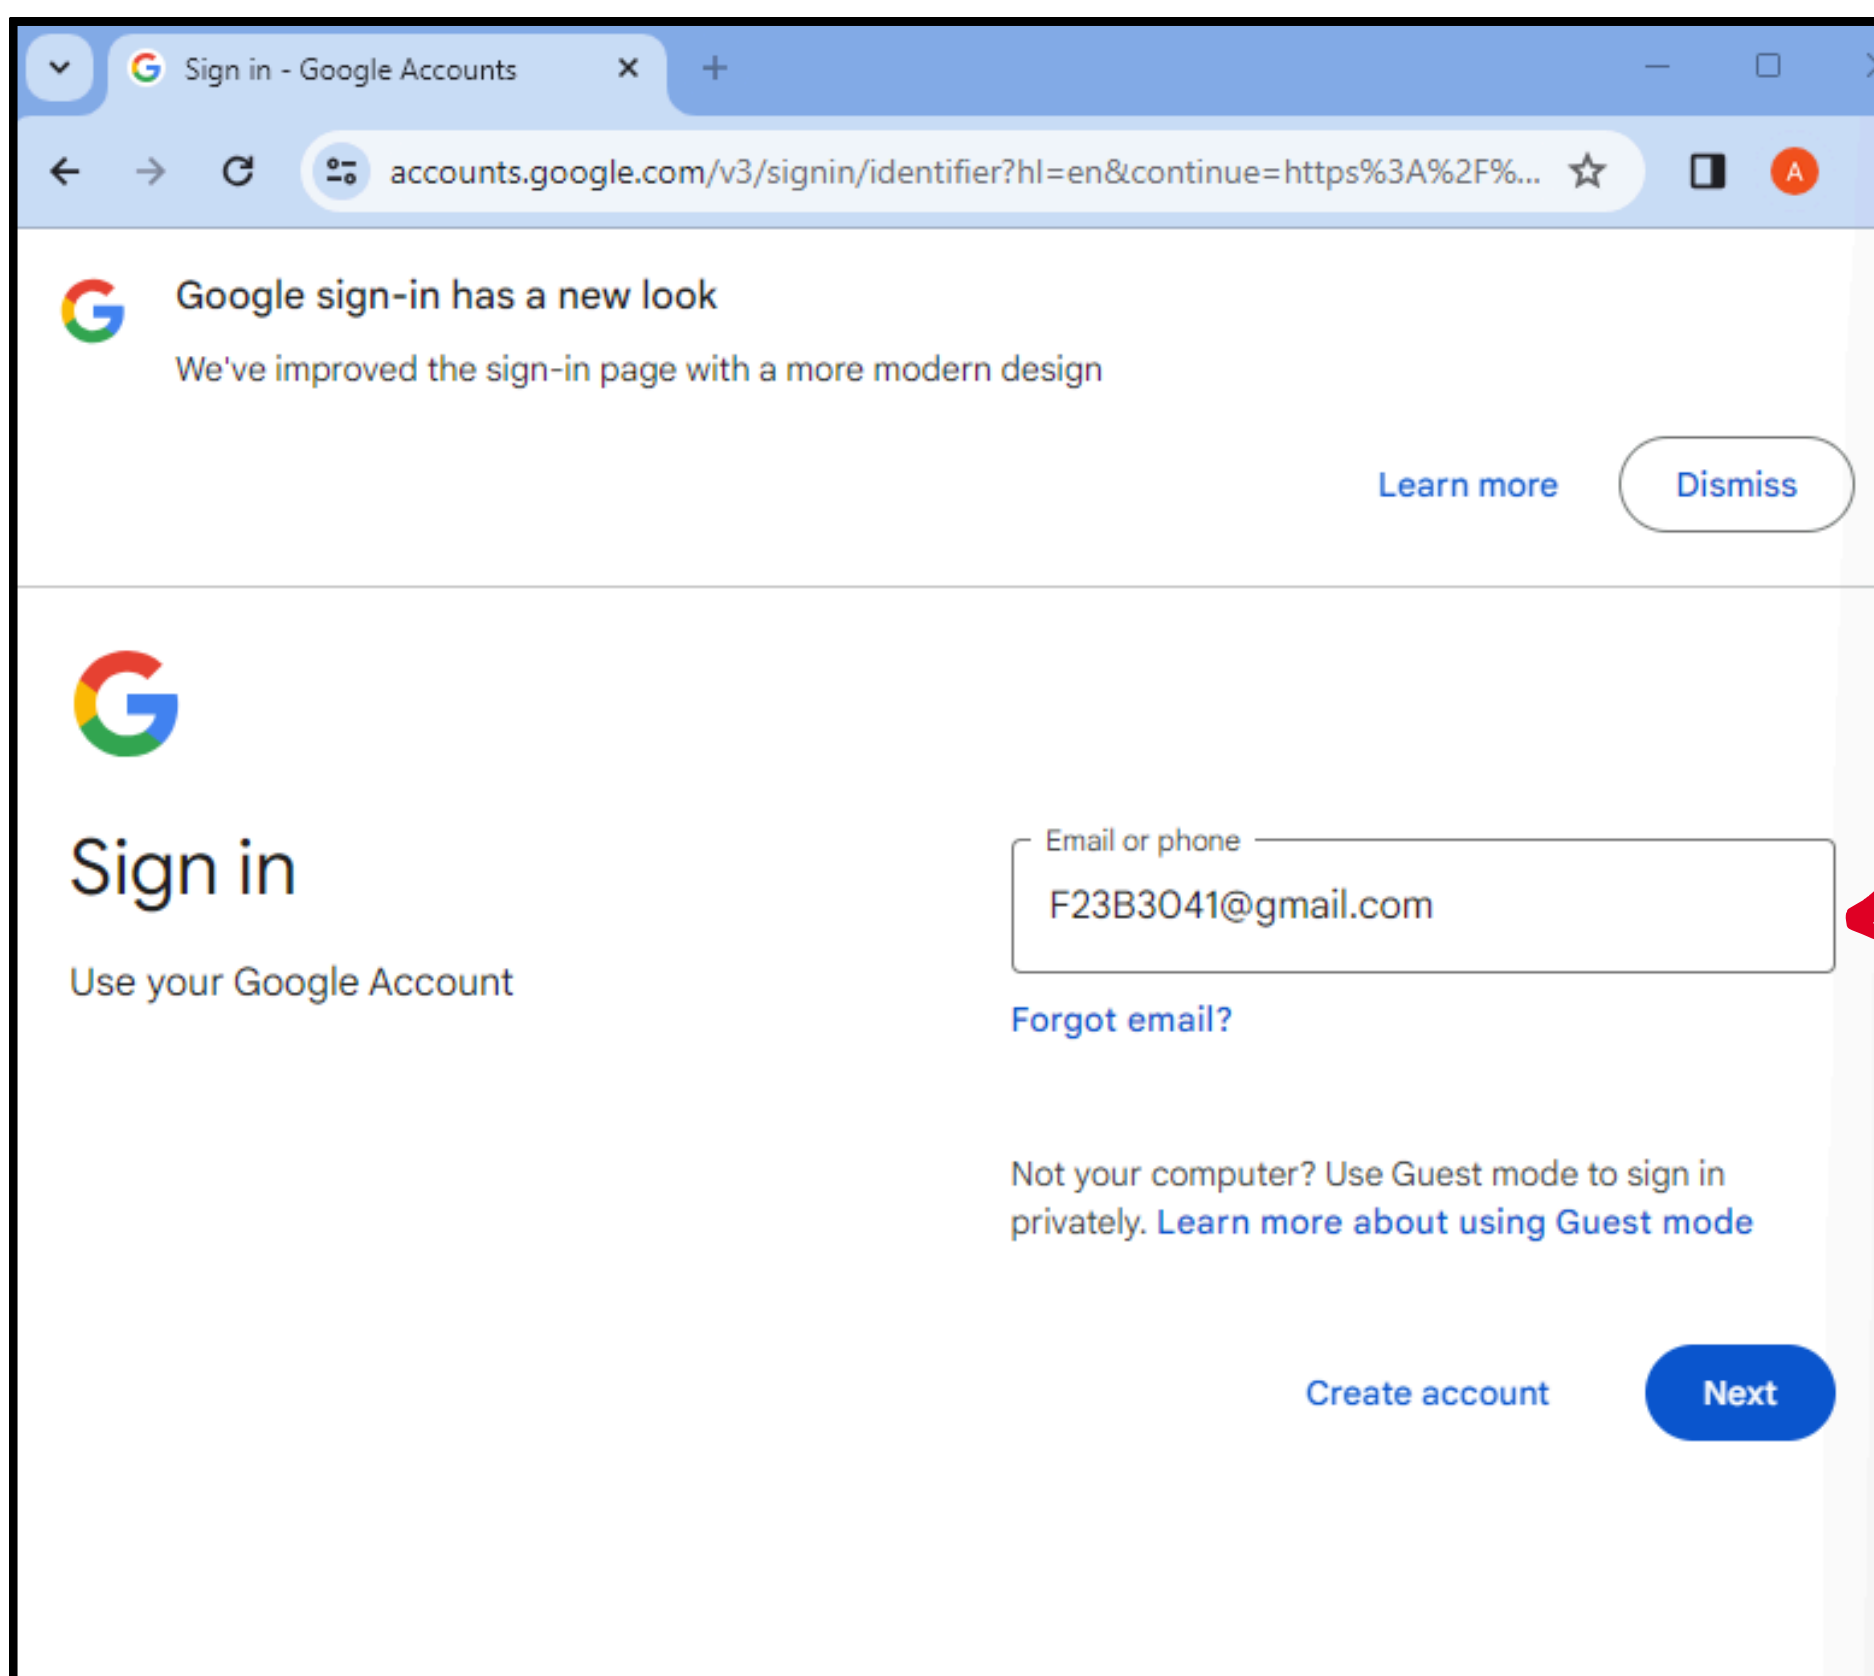 Sign in - Google Accounts
accounts.google.com/v3/signin/identifier?hl=en&continue=https%3A%2F%...
A
Google sign-in has a new look
We've improved the sign-in page with a more modern design
Learn more
Dismiss
Sign in
Use your Google Account
Email or phone
F23B3041@gmail.com
Forgot email?
Not your computer? Use Guest mode to sign in
privately. Learn more about using Guest mode
Create account
Next